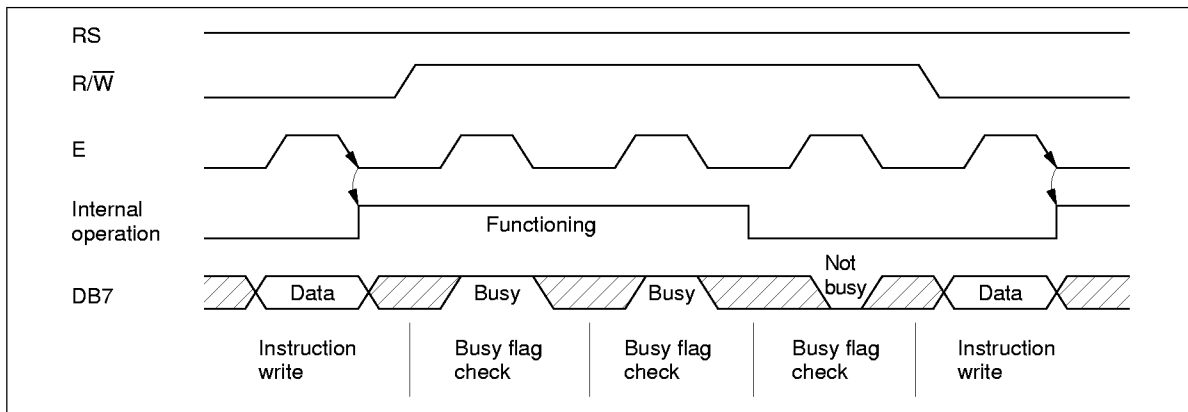 RS
R/W̅
E
Internal
operation
Functioning
DB7
Data
Busy
Busy
Not
busy
Data
Instruction
write
Busy flag
check
Busy flag
check
Busy flag
check
Instruction
write